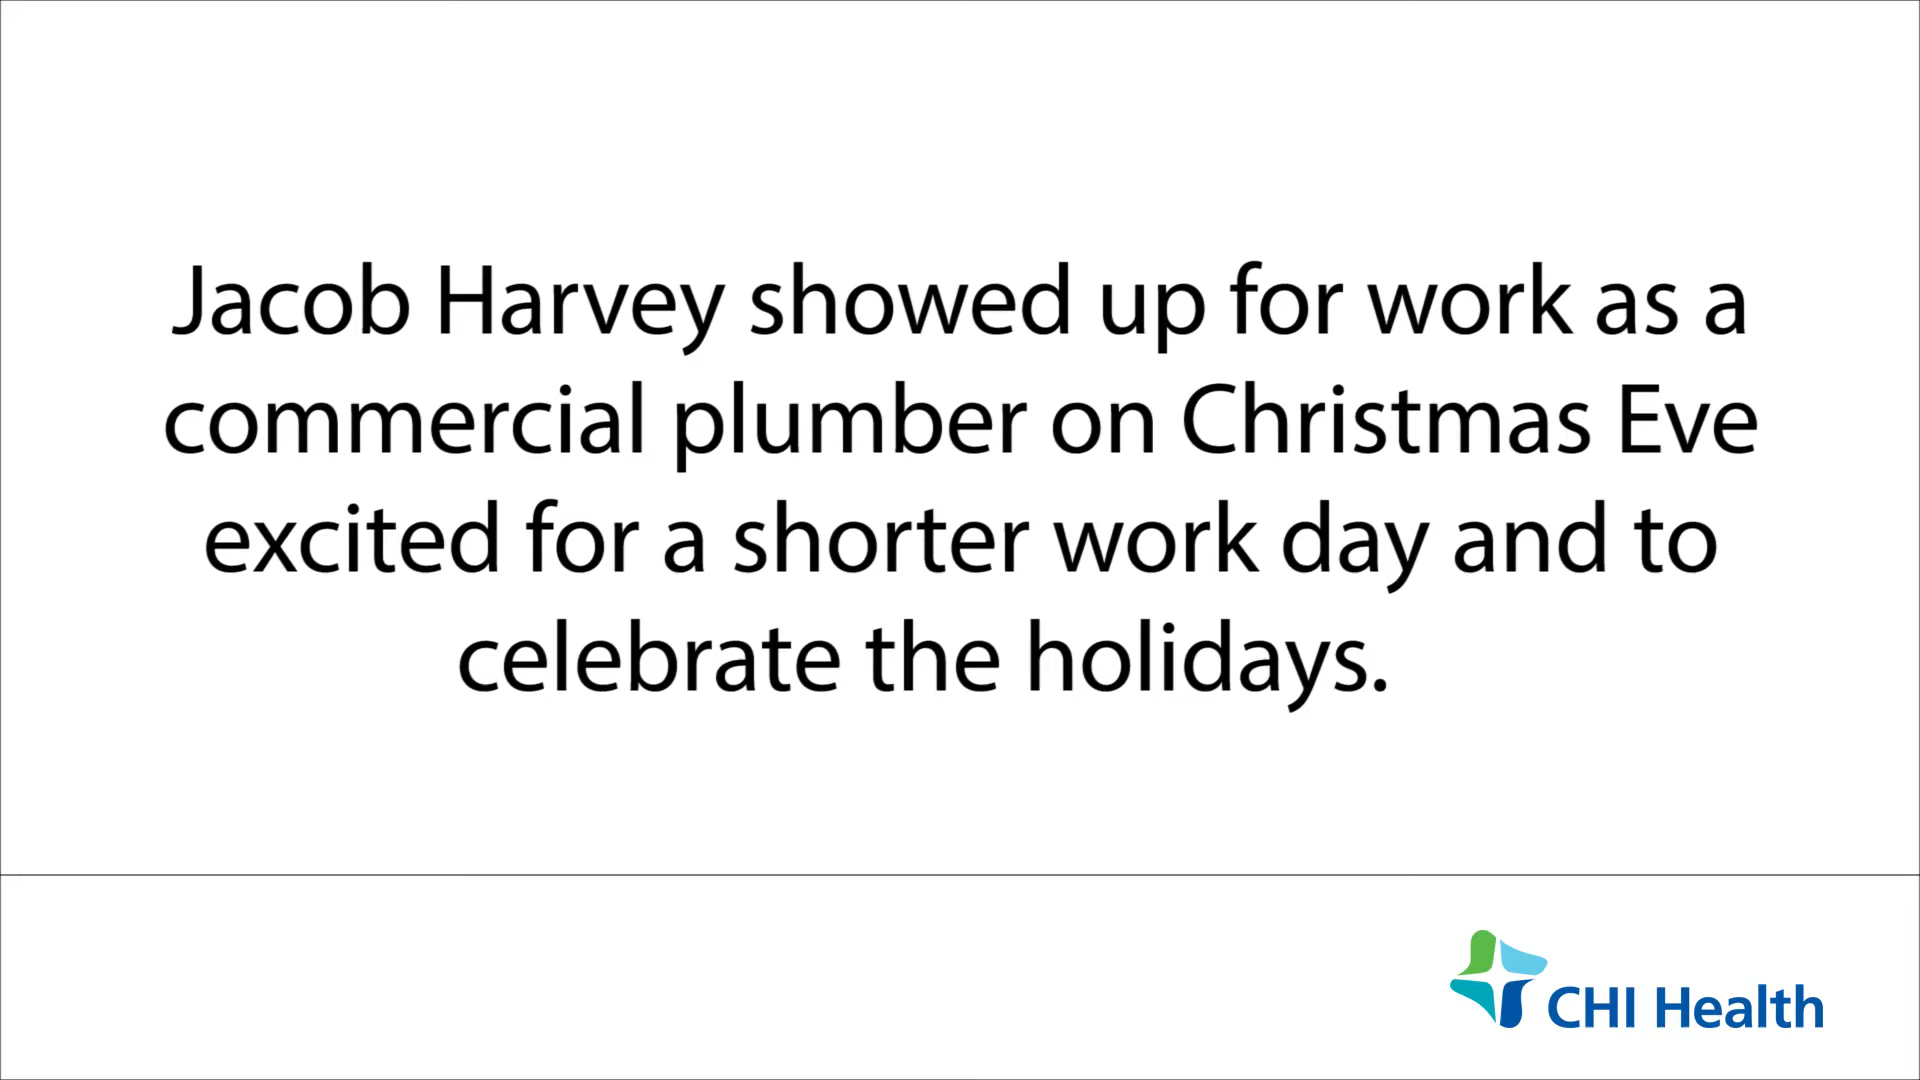 Jacob Harvey showed up for work as a
commercial plumber on Christmas Eve
excited for a shorter work day and to
celebrate the holidays.
CHI Health